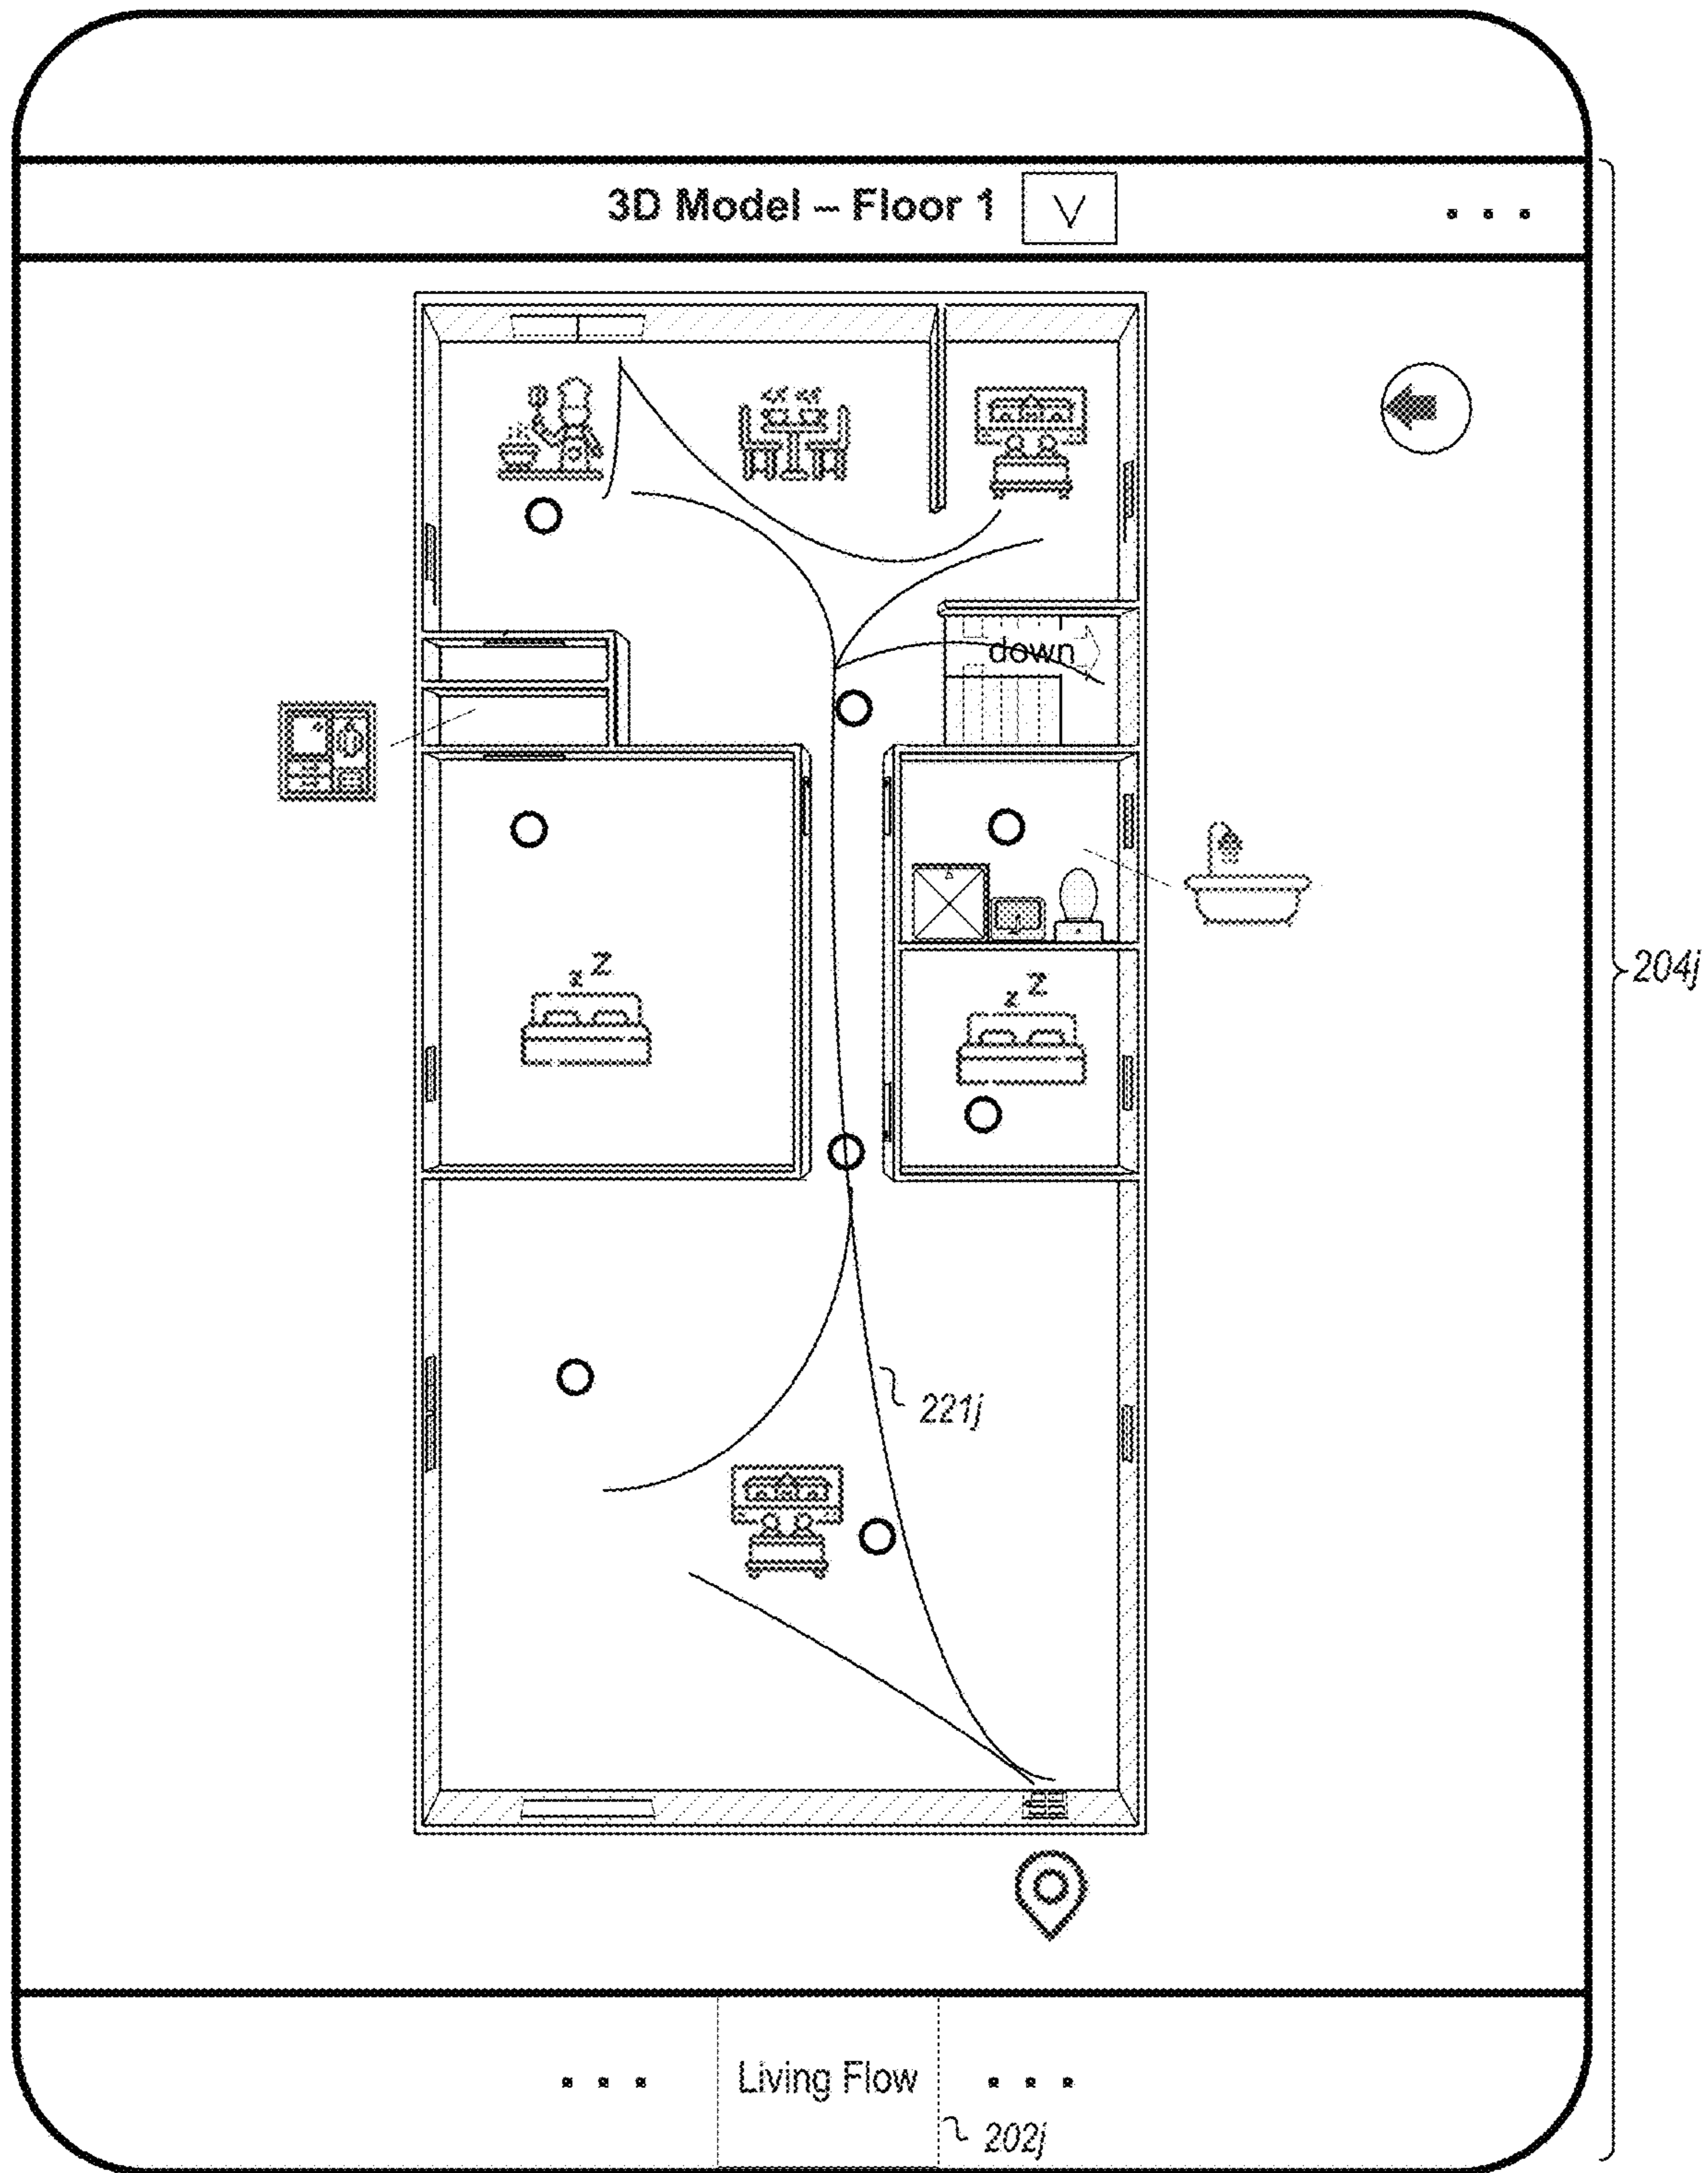 3D Model – Floor 1 V ...
down
z Z
z Z
204j
221j
... Living Flow ...
202j